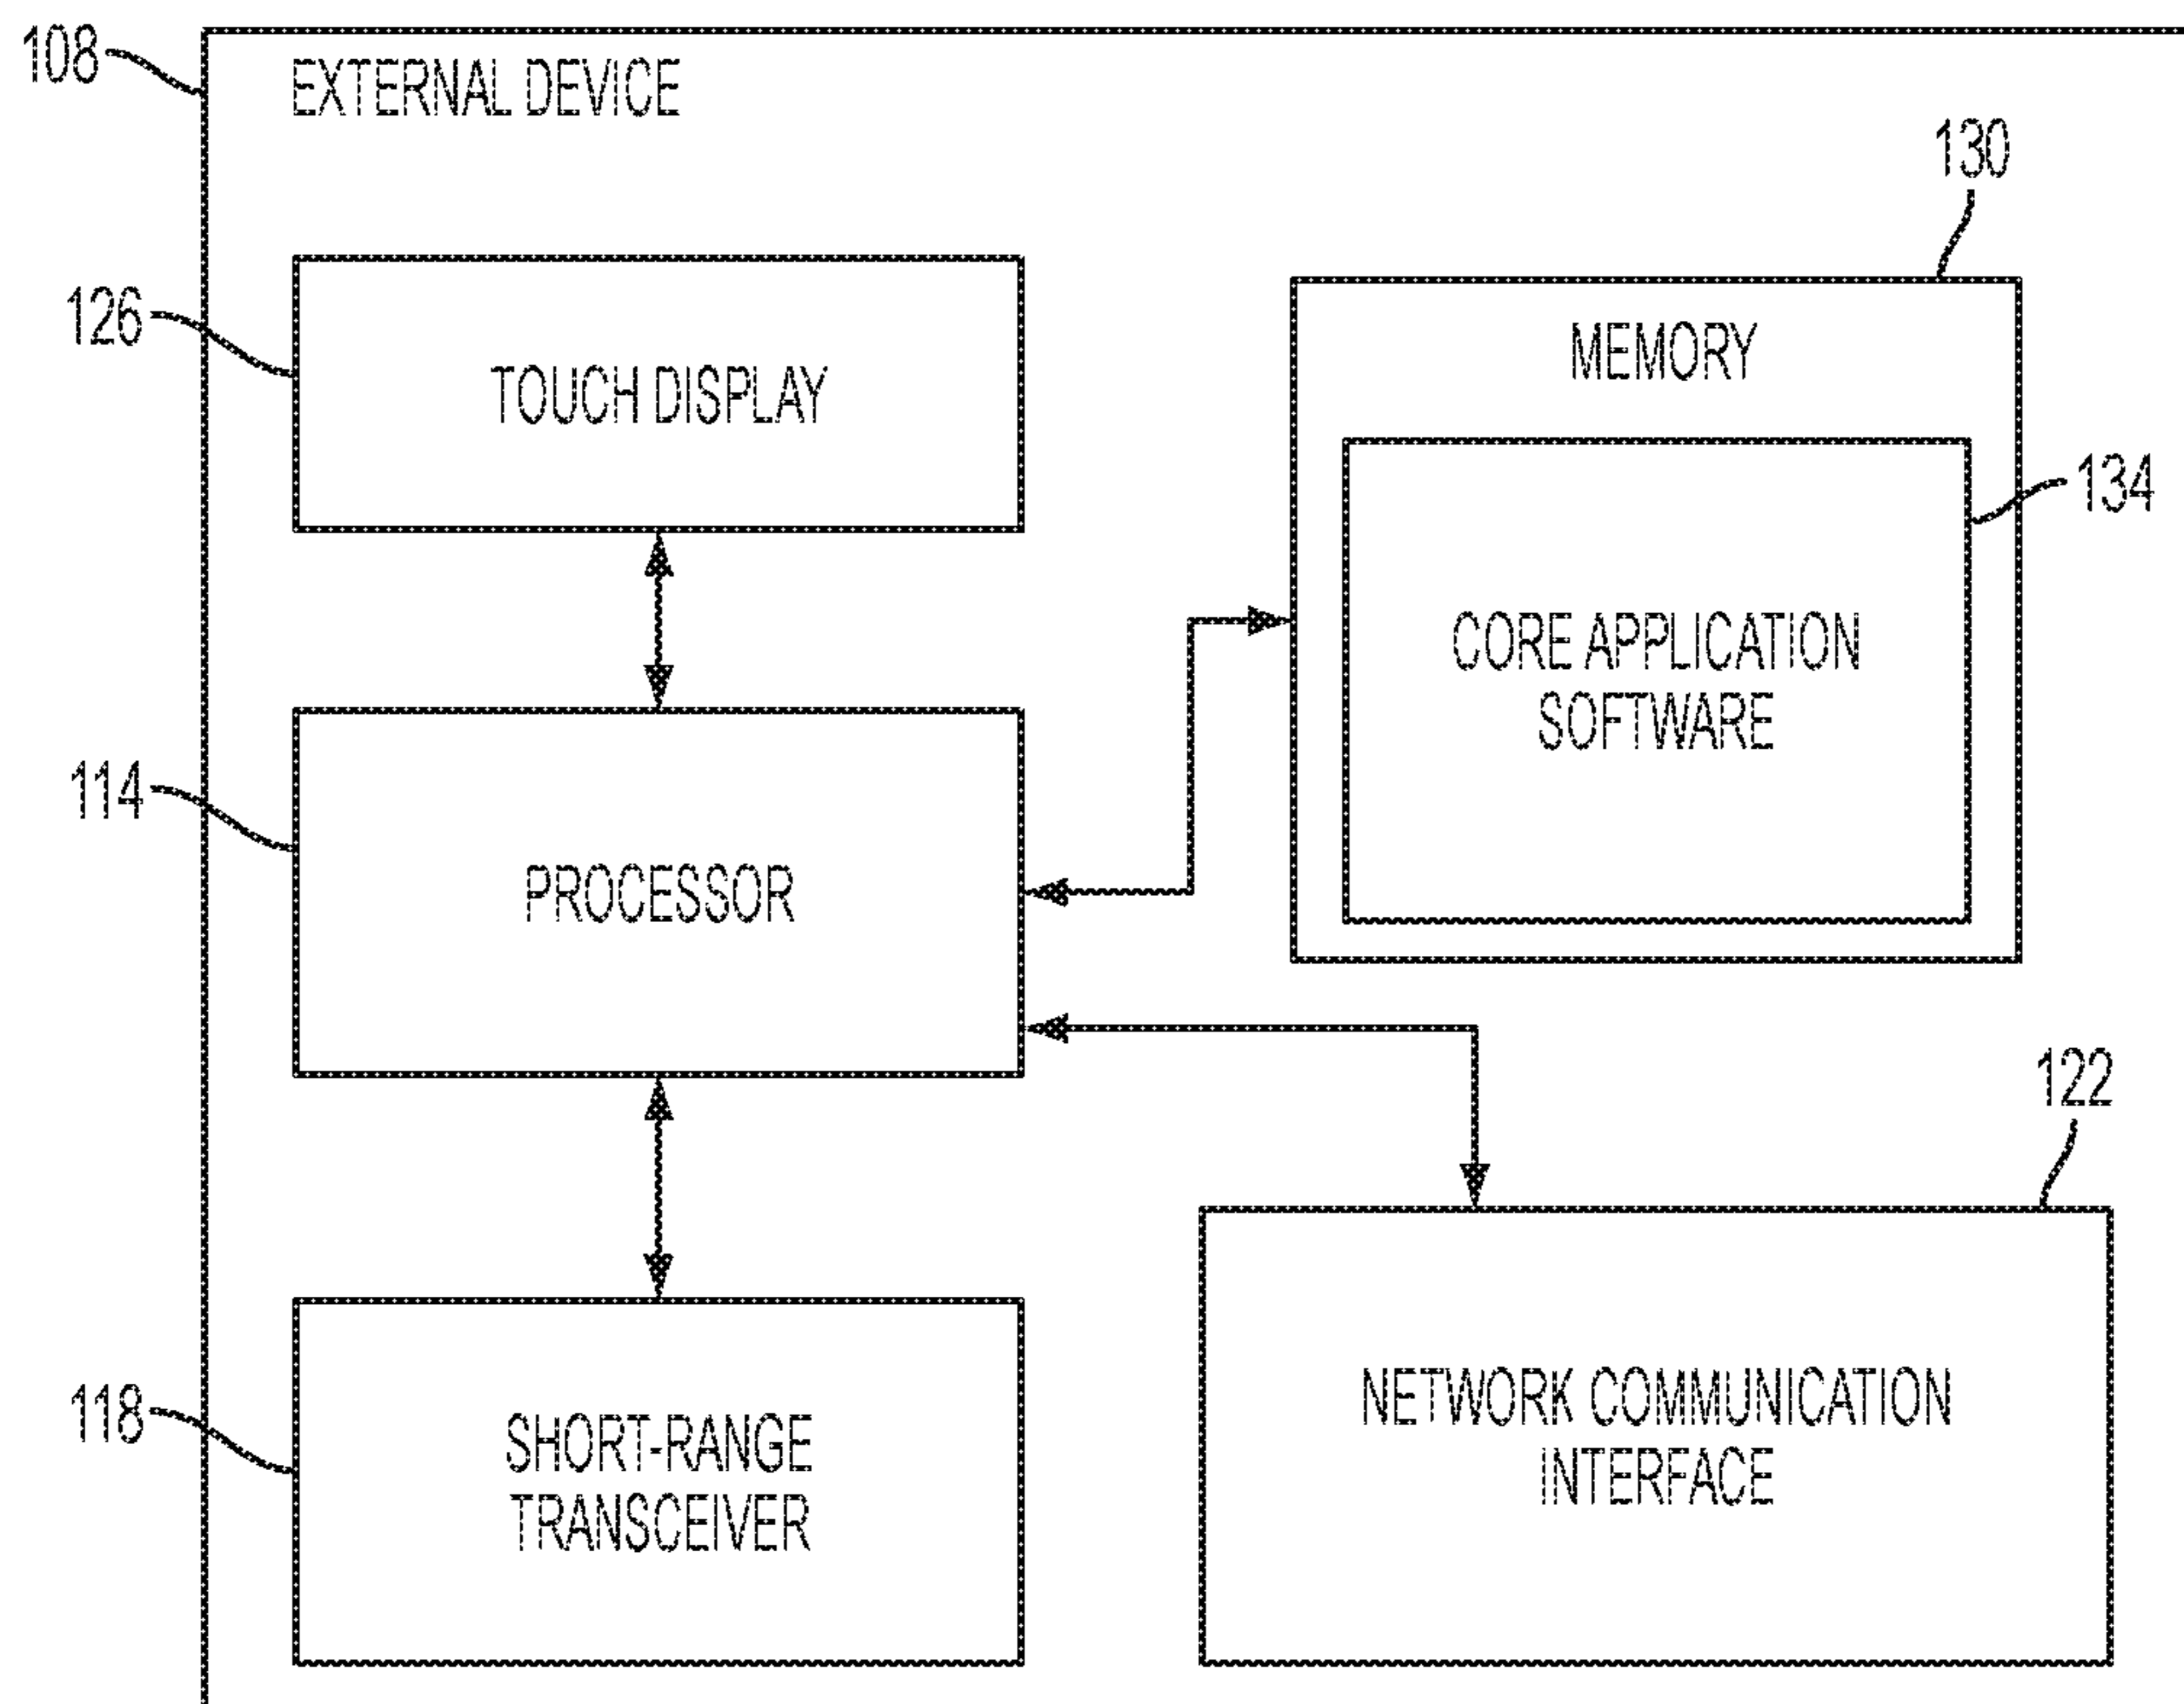 108
EXTERNAL DEVICE
130
126
TOUCH DISPLAY
MEMORY
134
CORE APPLICATION
SOFTWARE
114
PROCESSOR
122
118
SHORT-RANGE
TRANSCEIVER
NETWORK COMMUNICATION
INTERFACE